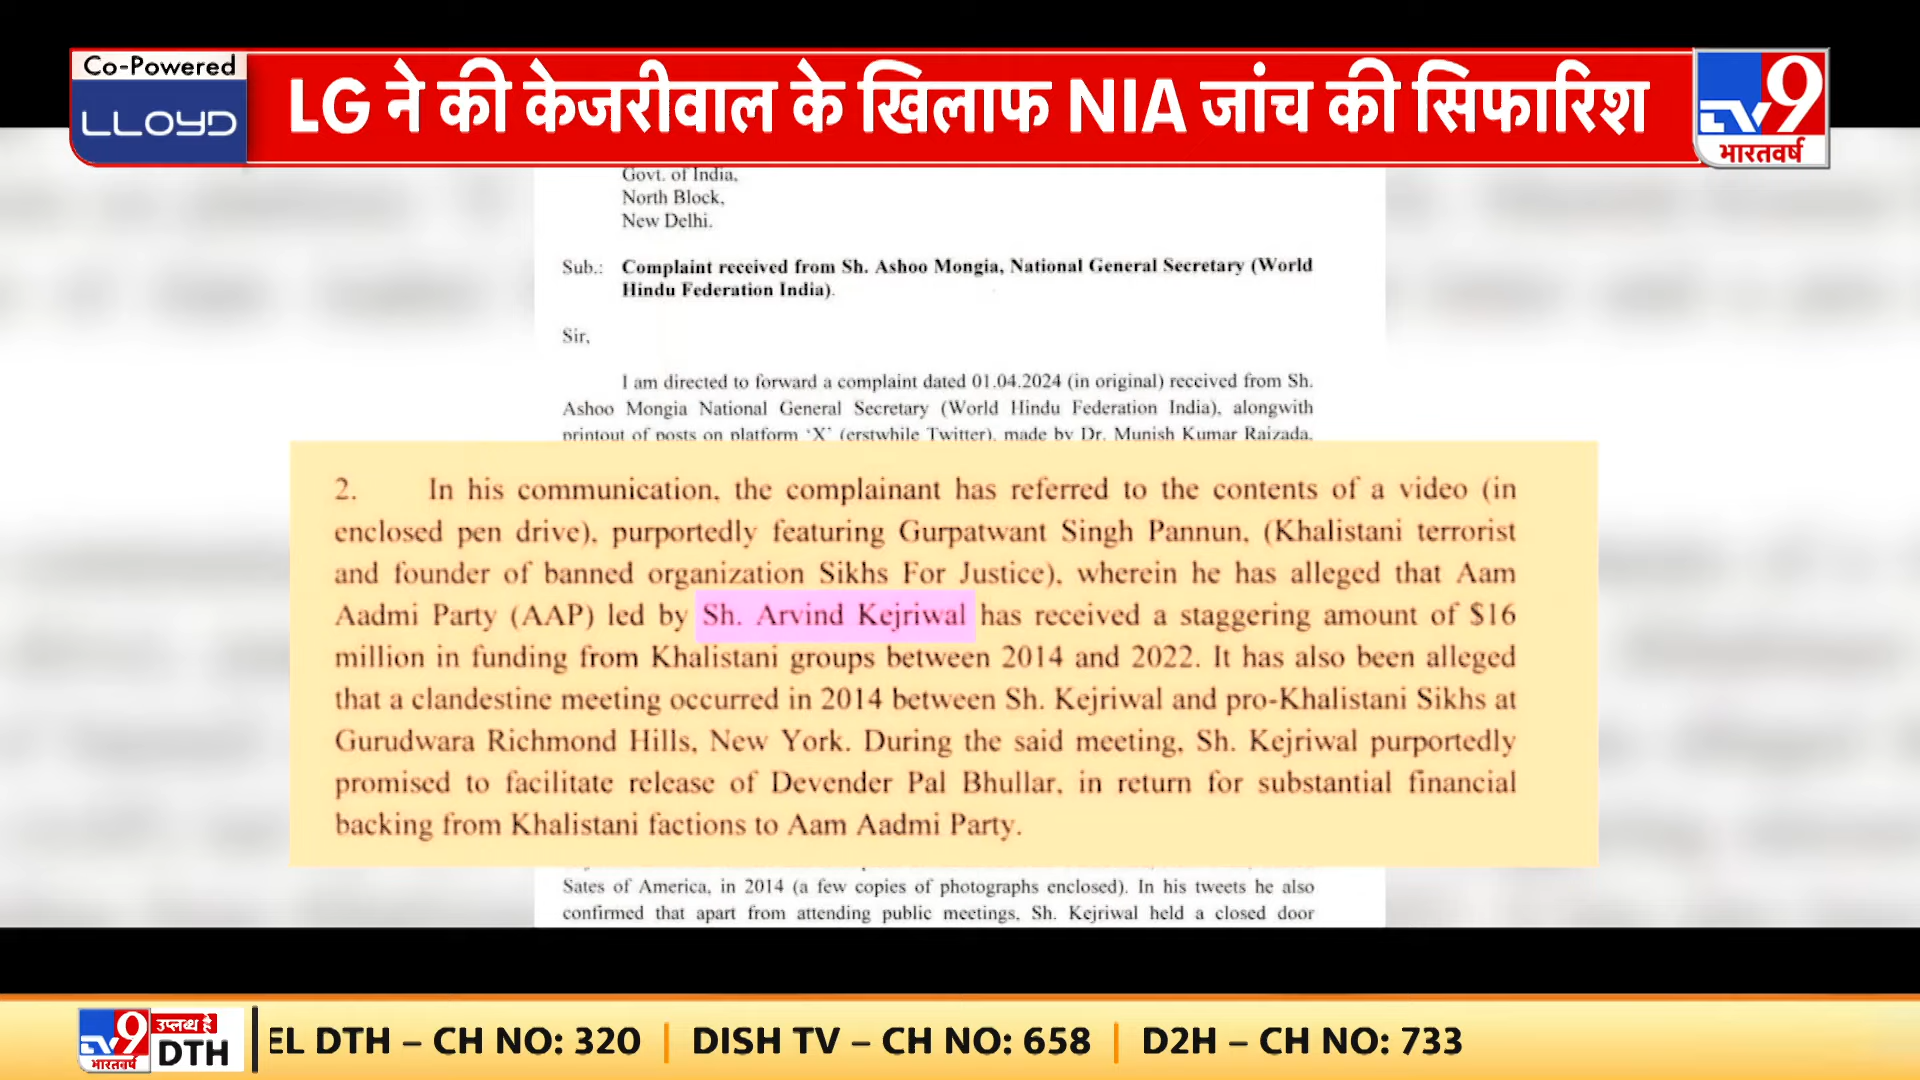 Co-Powered
LLOYD
LG ने की केजरीवाल के खिलाफ NIA जांच की सिफारिश
TV9
भारतवर्ष
Govt. of India,
North Block,
New Delhi.
Sub.: Complaint received from Sh. Ashoo Mongia, National General Secretary (World
Hindu Federation India).
Sir,
I am directed to forward a complaint dated 01.04.2024 (in original) received from Sh.
Ashoo Mongia National General Secretary (World Hindu Federation India), alongwith
printout of posts on platform ‘X’ (erstwhile Twitter), made by Dr. Munish Kumar Raizada,
2. In his communication, the complainant has referred to the contents of a video (in
enclosed pen drive), purportedly featuring Gurpatwant Singh Pannun, (Khalistani terrorist
and founder of banned organization Sikhs For Justice), wherein he has alleged that Aam
Aadmi Party (AAP) led by Sh. Arvind Kejriwal has received a staggering amount of $16
million in funding from Khalistani groups between 2014 and 2022. It has also been alleged
that a clandestine meeting occurred in 2014 between Sh. Kejriwal and pro-Khalistani Sikhs at
Gurudwara Richmond Hills, New York. During the said meeting, Sh. Kejriwal purportedly
promised to facilitate release of Devender Pal Bhullar, in return for substantial financial
backing from Khalistani factions to Aam Aadmi Party.
Sates of America, in 2014 (a few copies of photographs enclosed). In his tweets he also
confirmed that apart from attending public meetings, Sh. Kejriwal held a closed door
TV9
भारतवर्ष
उप्लब्ध है
DTH
EL DTH – CH NO: 320 | DISH TV – CH NO: 658 | D2H – CH NO: 733